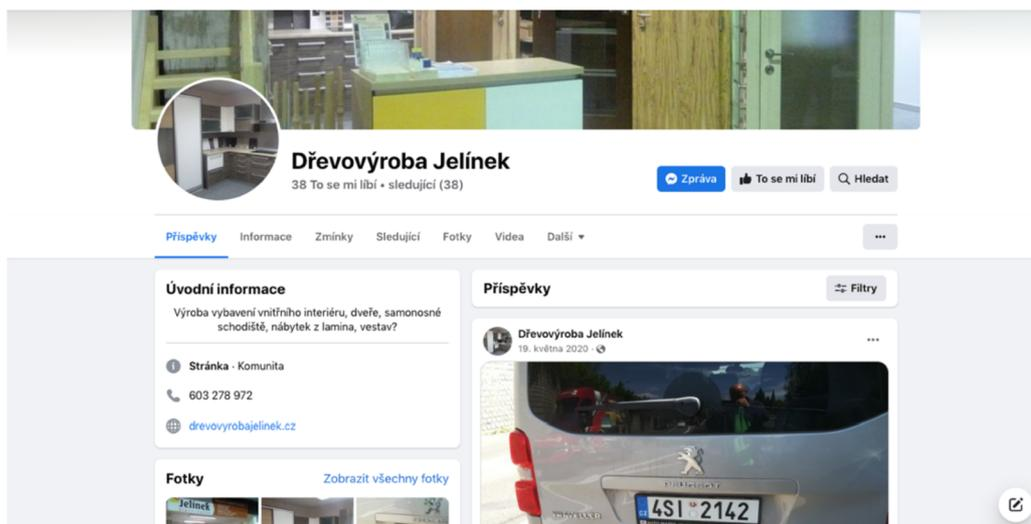 Dřevovýroba Jelínek
38 To se mi líbí • sledující (38)
Zpráva
To se mi líbí
Hledat
Příspěvky
Informace
Zmínky
Sledující
Fotky
Videa
Další
Úvodní informace
Výroba vybavení vnitřního interiéru, dveře, samonosné
schodiště, nábytek z lamina, vestav?
Stránka · Komunita
603 278 972
drevovyrobajelinek.cz
Fotky
Zobrazit všechny fotky
Jelínek
Příspěvky
Filtry
Dřevovýroba Jelínek
19. května 2020 ·
TRAVELLER
4SI 2142